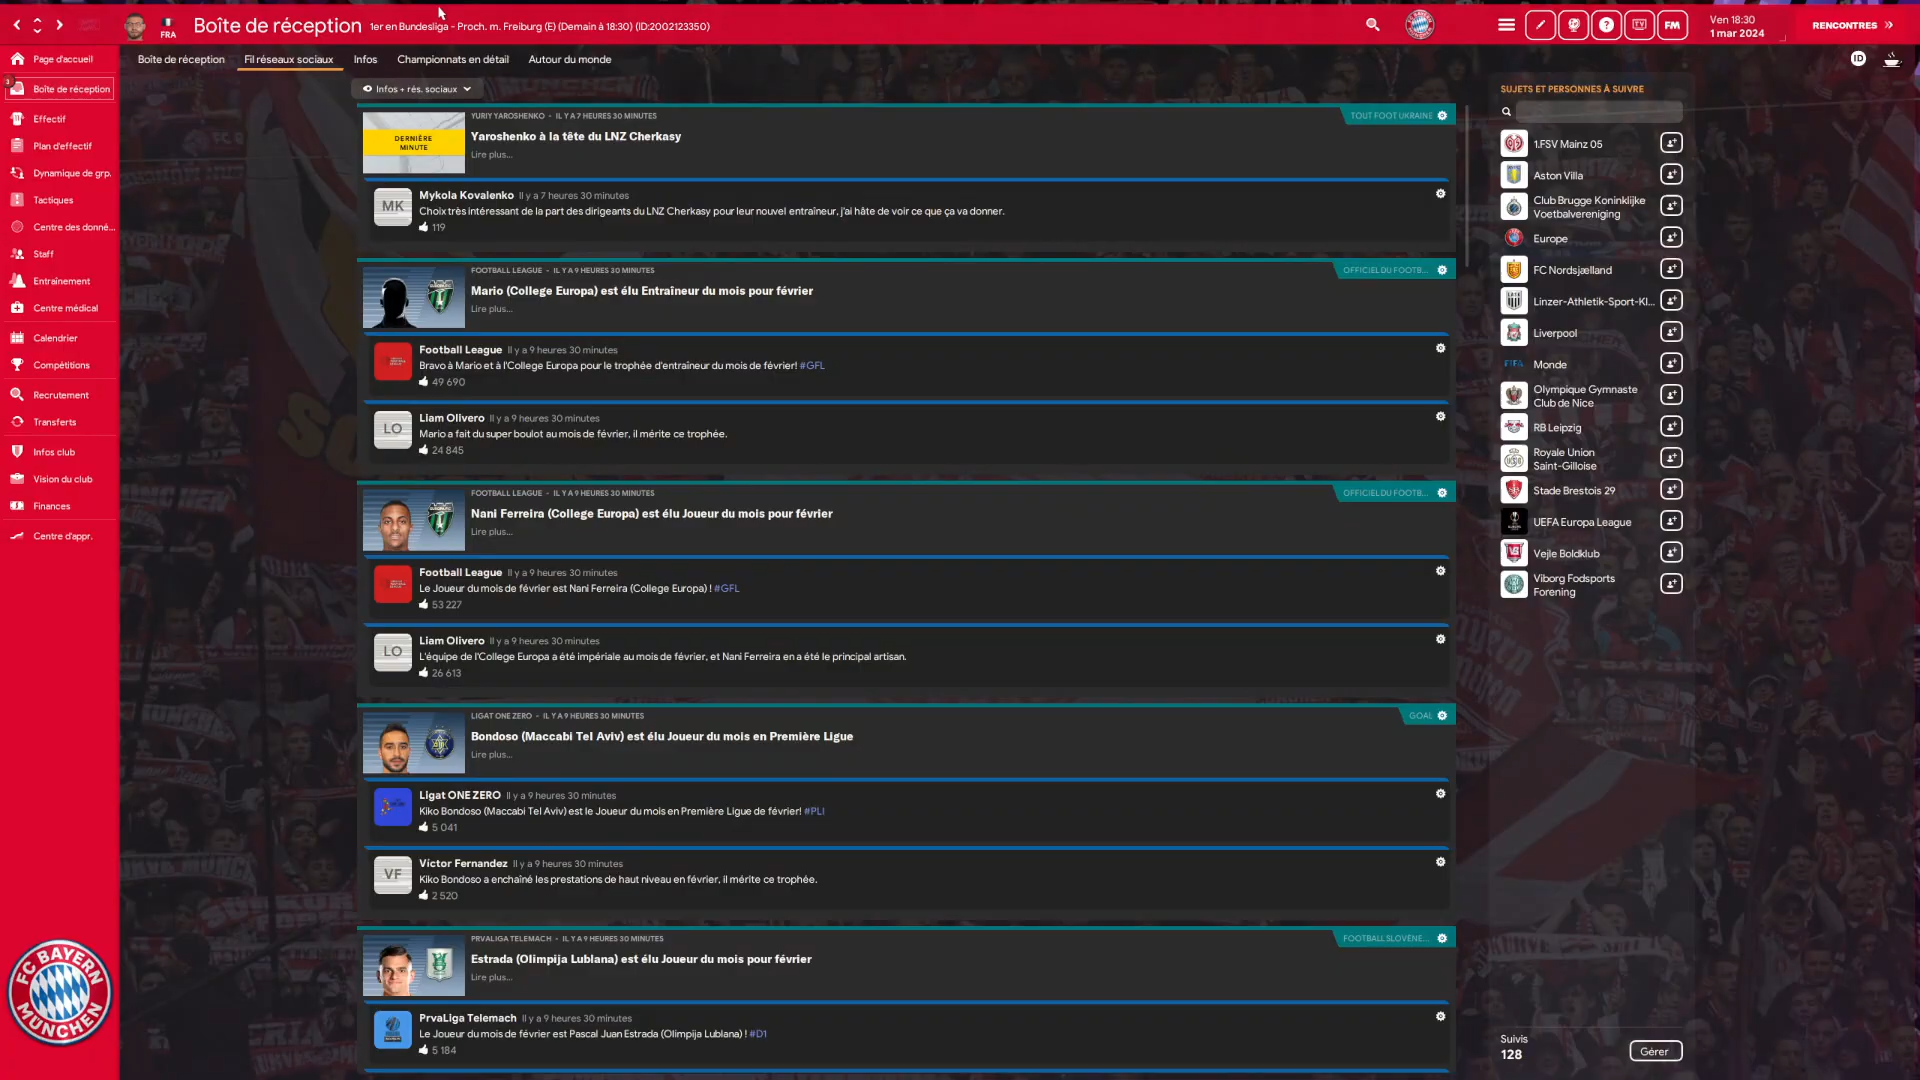 FRA
Boîte de réception
1er en Bundesliga - Proch. m. Freiburg (E) (Demain à 18:30) (ID:2002123350)
FM
Ven 18:30
1 mar 2024
RENCONTRES
Page d'accueil
3
Boîte de réception
Effectif
Plan d'effectif
Dynamique de grp.
Tactiques
Centre des donné...
Staff
Entraînement
Centre médical
Calendrier
Compétitions
Recrutement
Transferts
Infos club
Vision du club
Finances
Centre d'appr.
FC BAYERN
MÜNCHEN
Boîte de réception
Fil réseaux sociaux
Infos
Championnats en détail
Autour du monde
ID
Infos + rés. sociaux
DERNIÈRE
MINUTE
YURIY YAROSHENKO - IL Y A 7 HEURES 30 MINUTES
TOUT FOOT UKRAINE
Yaroshenko à la tête du LNZ Cherkasy
Lire plus...
MK
Mykola Kovalenko Il y a 7 heures 30 minutes
Choix très intéressant de la part des dirigeants du LNZ Cherkasy pour leur nouvel entraîneur, j'ai hâte de voir ce que ça va donner.
119
FOOTBALL LEAGUE - IL Y A 9 HEURES 30 MINUTES
OFFICIEL DU FOOTB...
Mario (College Europa) est élu Entraîneur du mois pour février
Lire plus...
Football League Il y a 9 heures 30 minutes
Bravo à Mario et à l'College Europa pour le trophée d'entraîneur du mois de février! #GFL
49 690
LO
Liam Olivero Il y a 9 heures 30 minutes
Mario a fait du super boulot au mois de février, il mérite ce trophée.
24 845
FOOTBALL LEAGUE - IL Y A 9 HEURES 30 MINUTES
OFFICIEL DU FOOTB...
Nani Ferreira (College Europa) est élu Joueur du mois pour février
Lire plus...
Football League Il y a 9 heures 30 minutes
Le Joueur du mois de février est Nani Ferreira (College Europa) ! #GFL
53 227
LO
Liam Olivero Il y a 9 heures 30 minutes
L'équipe de l'College Europa a été impériale au mois de février, et Nani Ferreira en a été le principal artisan.
26 613
LIGAT ONE ZERO - IL Y A 9 HEURES 30 MINUTES
GOAL
Bondoso (Maccabi Tel Aviv) est élu Joueur du mois en Première Ligue
Lire plus...
Ligat ONE ZERO Il y a 9 heures 30 minutes
Kiko Bondoso (Maccabi Tel Aviv) est le Joueur du mois en Première Ligue de février! #PLI
5 041
VF
Víctor Fernandez Il y a 9 heures 30 minutes
Kiko Bondoso a enchaîné les prestations de haut niveau en février, il mérite ce trophée.
2 520
PRVALIGA TELEMACH - IL Y A 9 HEURES 30 MINUTES
FOOTBALL SLOVÈNE...
Estrada (Olimpija Lublana) est élu Joueur du mois pour février
Lire plus...
PrvaLiga Telemach Il y a 9 heures 30 minutes
Le Joueur du mois de février est Pascal Juan Estrada (Olimpija Lublana) ! #D1
5 184
SUJETS ET PERSONNES À SUIVRE
1.FSV Mainz 05
Aston Villa
Club Brugge Koninklijke
Voetbalvereniging
Europe
FC Nordsjælland
Linzer-Athletik-Sport-Kl...
Liverpool
FIFA
Monde
Olympique Gymnaste
Club de Nice
RB Leipzig
Royale Union
Saint-Gilloise
Stade Brestois 29
UEFA Europa League
Vejle Boldklub
Viborg Fodsports
Forening
Suivis
128
Gérer